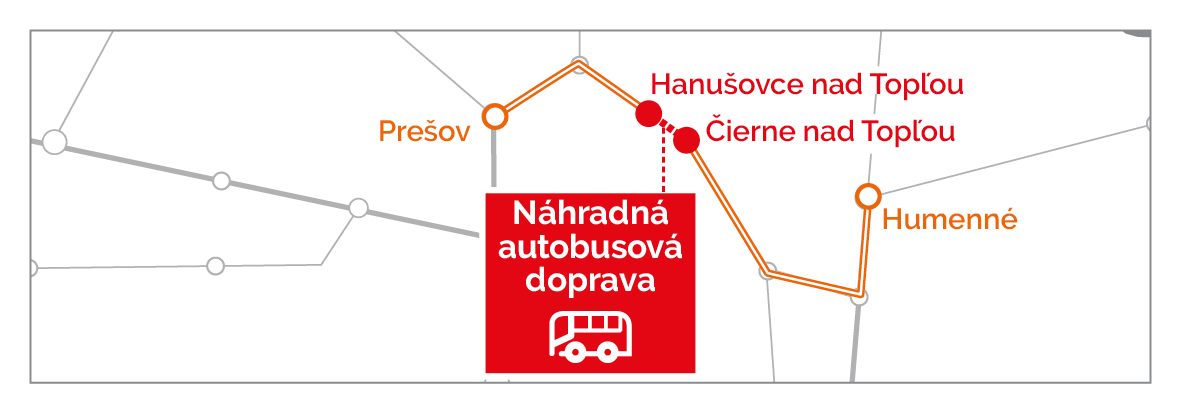 Hanušovce nad Topľou
Prešov
Čierne nad Topľou
Náhradná
autobusová
doprava
Humenné